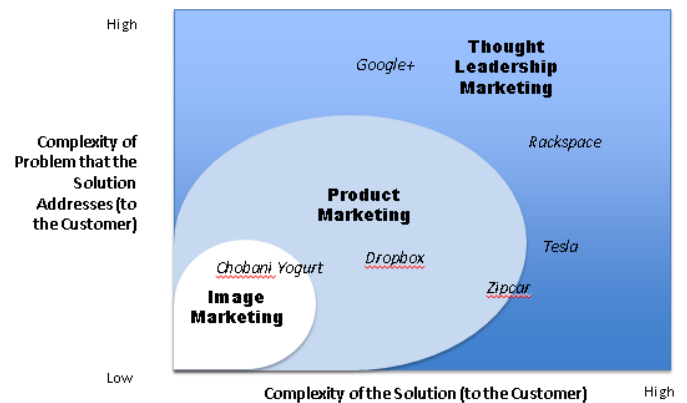 High
Thought
Leadership
Marketing
Google+
Complexity of
Problem that the
Solution
Addresses (to
the Customer)
Rackspace
Product
Marketing
Tesla
Dropbox
Chobani Yogurt
Zipcar
Image
Marketing
Low
Complexity of the Solution (to the Customer)
High